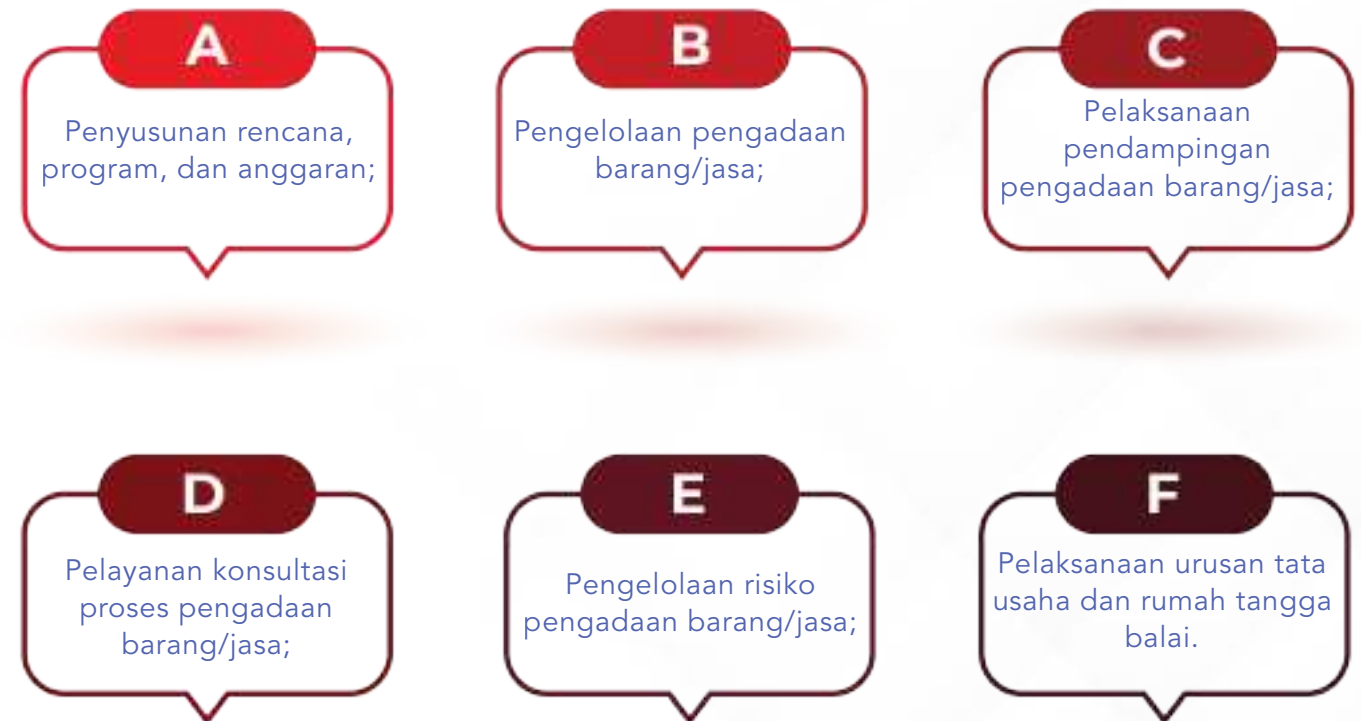 A
Penyusunan rencana,
program, dan anggaran;
B
Pengelolaan pengadaan
barang/jasa;
C
Pelaksanaan
pendampingan
pengadaan barang/jasa;
D
Pelayanan konsultasi
proses pengadaan
barang/jasa;
E
Pengelolaan risiko
pengadaan barang/jasa;
F
Pelaksanaan urusan tata
usaha dan rumah tangga
balai.